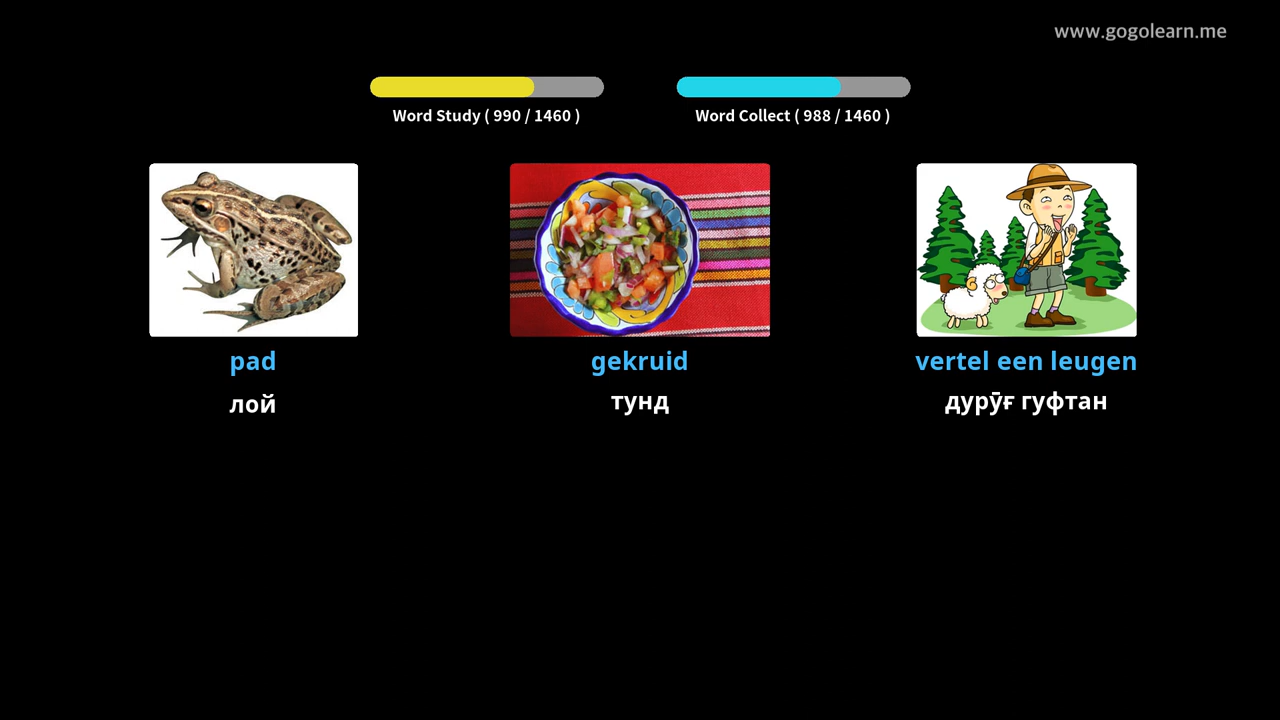 www.gogolearn.me
Word Study ( 990 / 1460 )
Word Collect ( 988 / 1460 )
pad
gekruid
vertel een leugen
лой
тунд
дурӯғ гуфтан